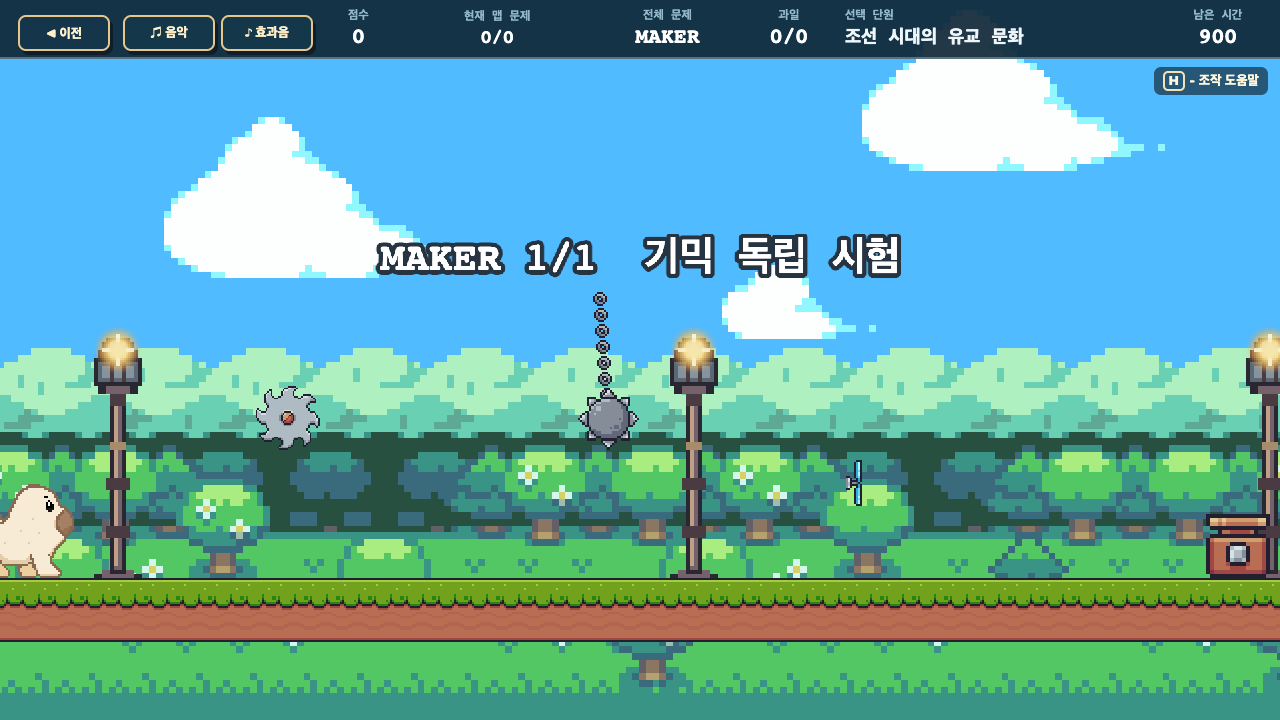 ◀ 이전
♫ 음악
♪ 효과음
점수
0
현재 맵 문제
0/0
전체 문제
MAKER
과일
0/0
선택 단원
조선 시대의 유교 문화
남은 시간
900
H - 조작 도움말
MAKER 1/1 기믹 독립 시험